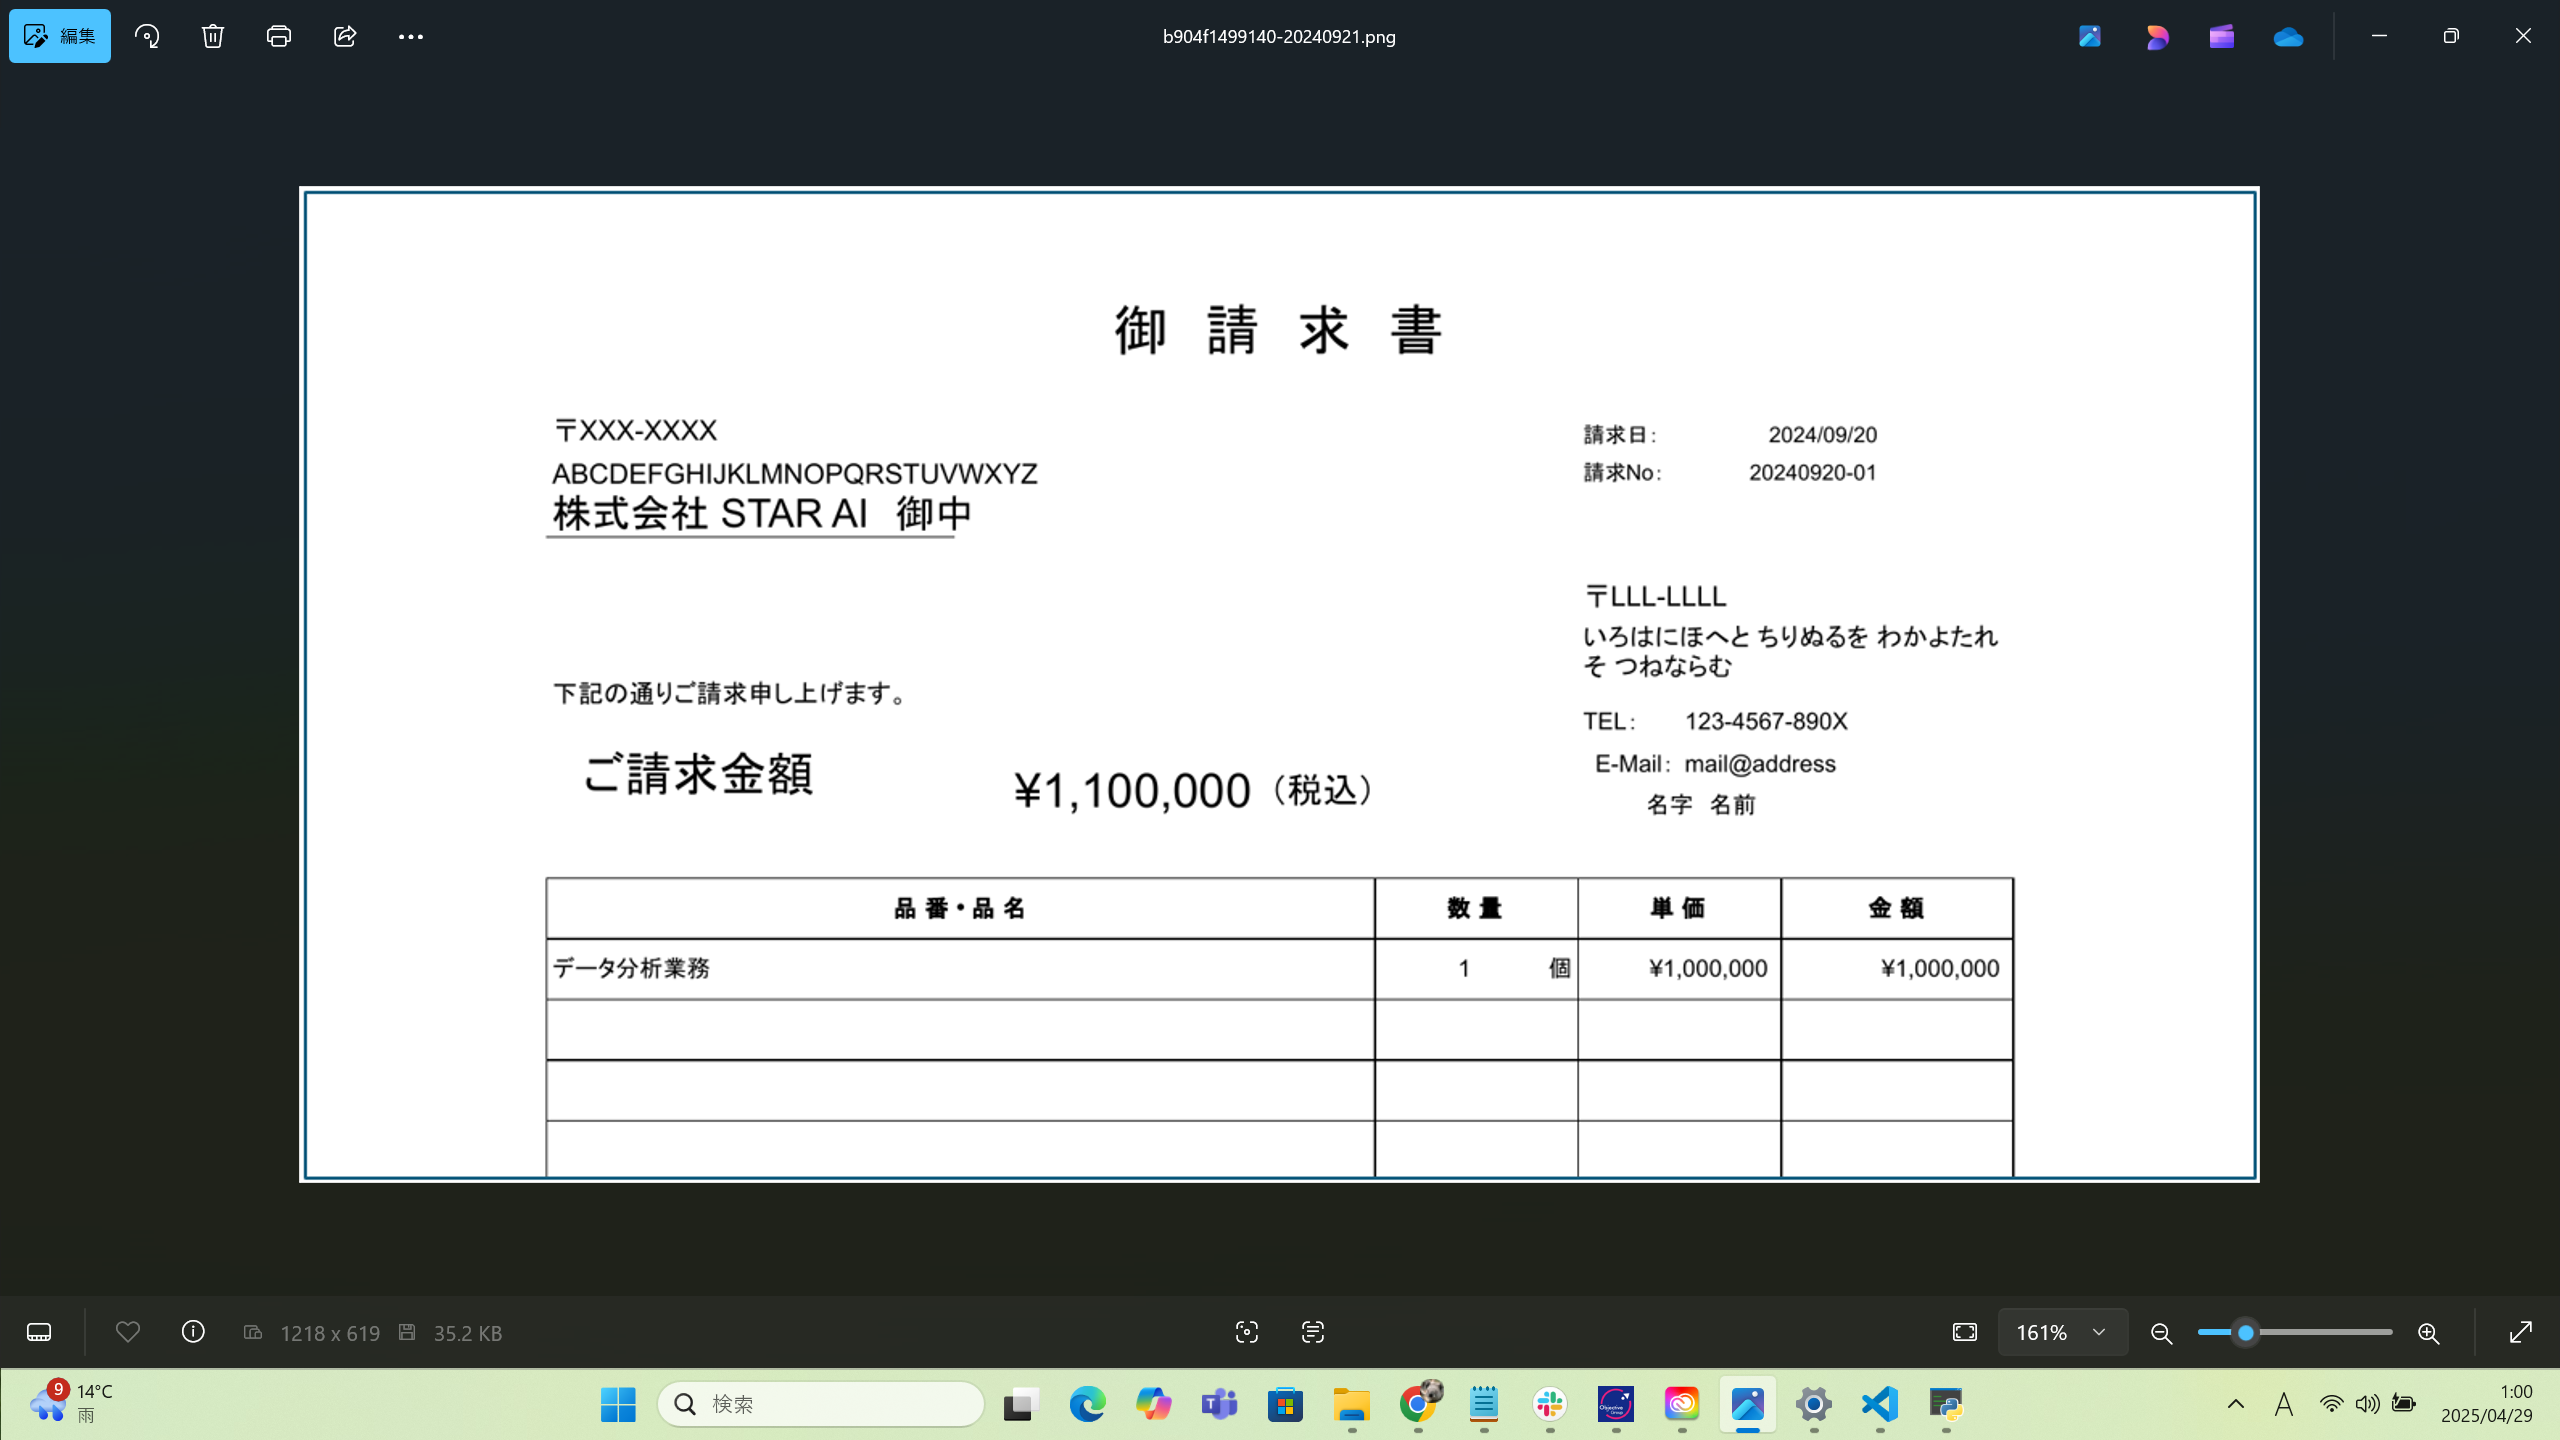 編集
b904f1499140-20240921.png
御 請 求 書
〒XXX-XXXX
ABCDEFGHIJKLMNOPQRSTUVWXYZ
株式会社 STAR AI 御中
請求日： 2024/09/20
請求No： 20240920-01
〒LLL-LLLL
いろはにほへと ちりぬるを わかよたれ
そ つねならむ
下記の通りご請求申し上げます。
TEL： 123-4567-890X
E-Mail： mail@address
名字 名前
ご請求金額 ¥1,100,000（税込）
品 番・品 名 数 量 単 価 金 額
データ分析業務 1 個 ¥1,000,000 ¥1,000,000
1218 x 619 35.2 KB 161%
9 14°C
雨
検索
Objective Group
A
1:00
2025/04/29